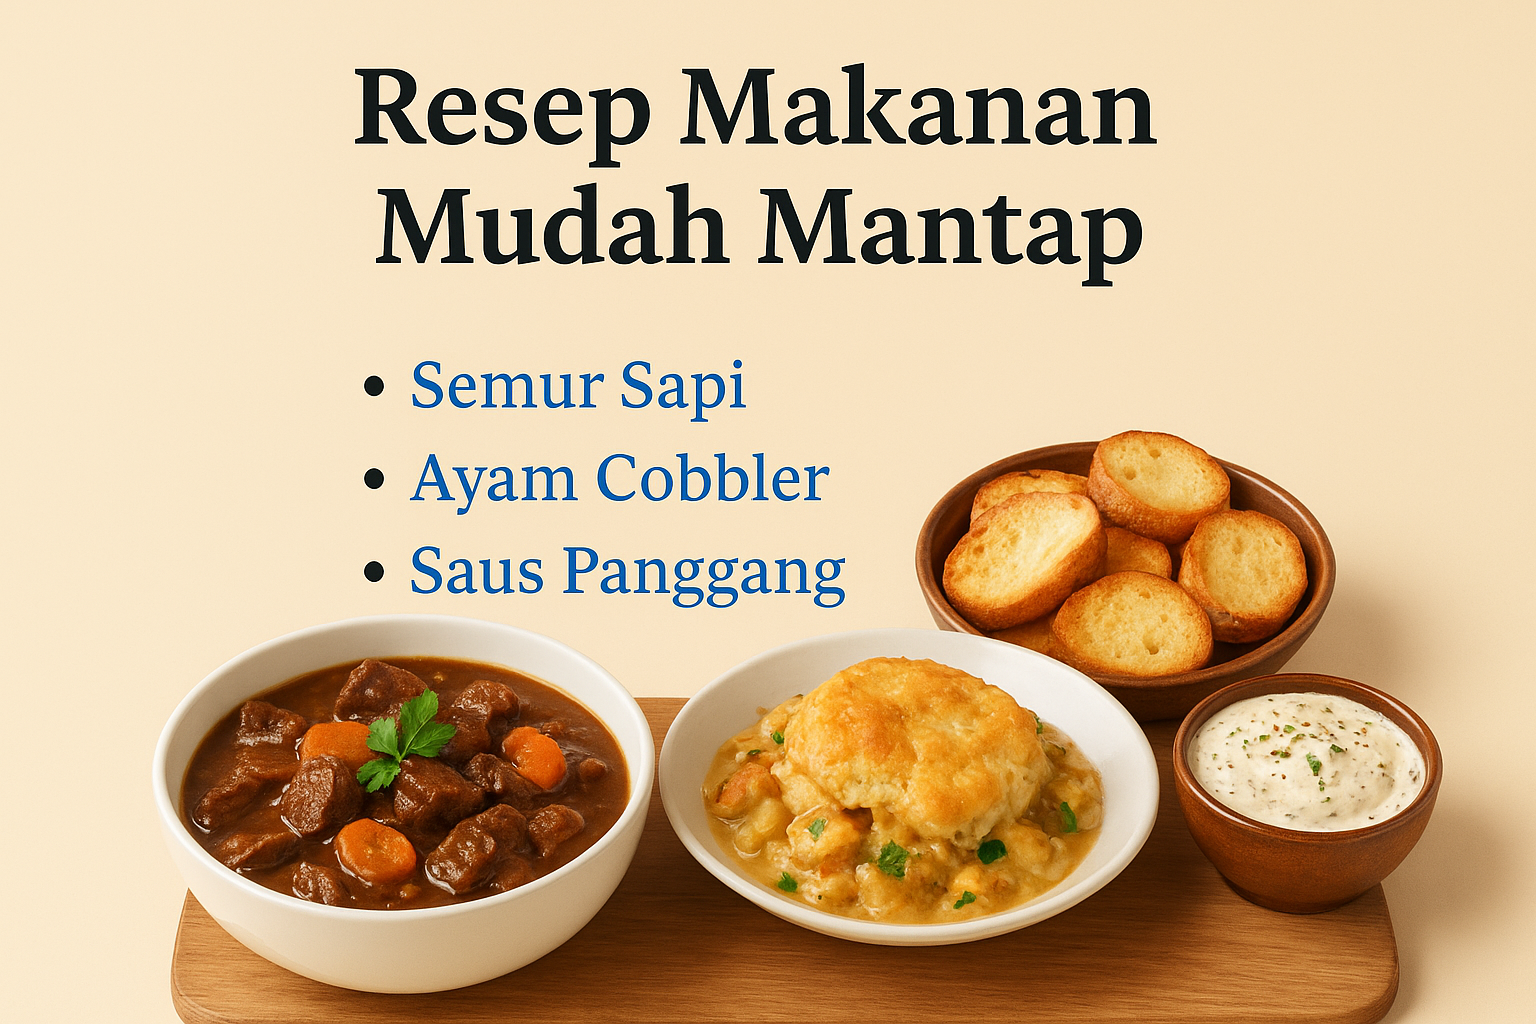 Resep Makanan
Mudah Mantap
• Semur Sapi
• Ayam Cobbler
• Saus Panggang